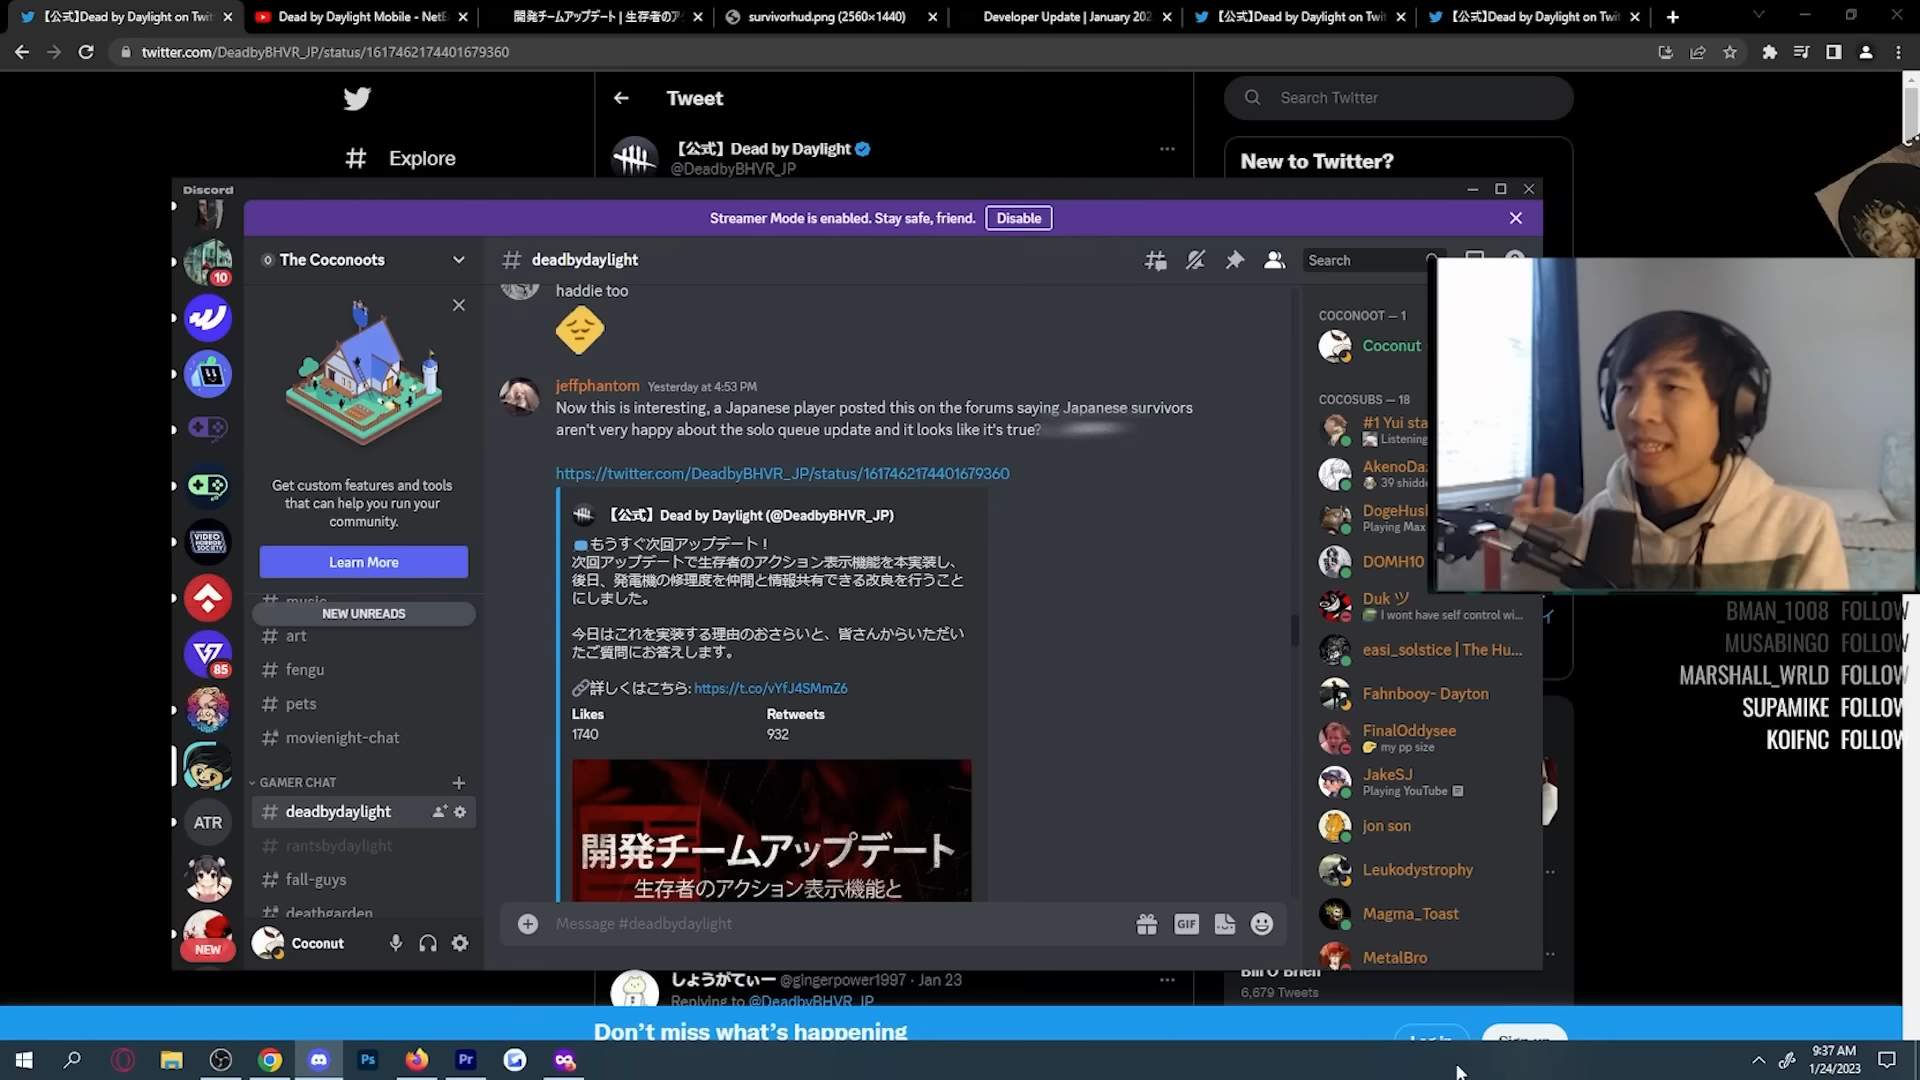 【公式】Dead by Daylight on Twit
Dead by Daylight Mobile - NetE
開発チームアップデート | 生存者のア
survivorhud.png (2560×1440)
Developer Update | January 202
【公式】Dead by Daylight on Twit
【公式】Dead by Daylight on Twit
twitter.com/DeadbyBHVR_JP/status/1617462174401679360
Explore
Tweet
【公式】Dead by Daylight
@DeadbyBHVR_JP
Search Twitter
New to Twitter?
Discord
Streamer Mode is enabled. Stay safe, friend.
Disable
The Coconoots
deadbydaylight
Search
10
85
VIDEO
HORROR
SOCIETY
ATR
NEW
Get custom features and tools
that can help you run your
community.
Learn More
music
NEW UNREADS
art
fengu
pets
movienight-chat
GAMER CHAT
deadbydaylight
rantsbydaylight
fall-guys
deathgarden
Coconut
haddie too
jeffphantom Yesterday at 4:53 PM
Now this is interesting, a Japanese player posted this on the forums saying Japanese survivors
aren't very happy about the solo queue update and it looks like it's true?
https://twitter.com/DeadbyBHVR_JP/status/1617462174401679360
【公式】Dead by Daylight (@DeadbyBHVR_JP)
もうすぐ次回アップデート！
次回アップデートで生存者のアクション表示機能を本実装し、
後日、発電機の修理度を仲間と情報共有できる改良を行うこと
にしました。
今日はこれを実装する理由のおさらいと、皆さんからいただい
たご質問にお答えします。
🔗詳しくはこちら: https://t.co/vYfJ4SMmZ6
Likes
1740
Retweets
932
開発チームアップデート
生存者のアクション表示機能と
Message #deadbydaylight
GIF
COCONOOT — 1
Coconut
COCOSUBS — 18
#1 Yui sta
Listening
AkenoDa
39 shidd
DogeHusl
Playing Max
DOMH10
Duk ツ
I wont have self control wi...
easi_solstice | The Hu...
Fahnbooy- Dayton
FinalOddysee
my pp size
JakeSJ
Playing YouTube
jon son
Leukodystrophy
Magma_Toast
MetalBro
BMAN_1008 FOLLOW
MUSABINGO FOLLOW
MARSHALL_WRLD FOLLOW
SUPAMIKE FOLLOW
KOIFNC FOLLOW
しょうがてぃー @gingerpower1997 · Jan 23
Replying to @DeadbyBHVR_JP
Bill O'Brien
6,679 Tweets
Don't miss what's happening
Log in
Sign up
Ps
Pr
9:37 AM
1/24/2023